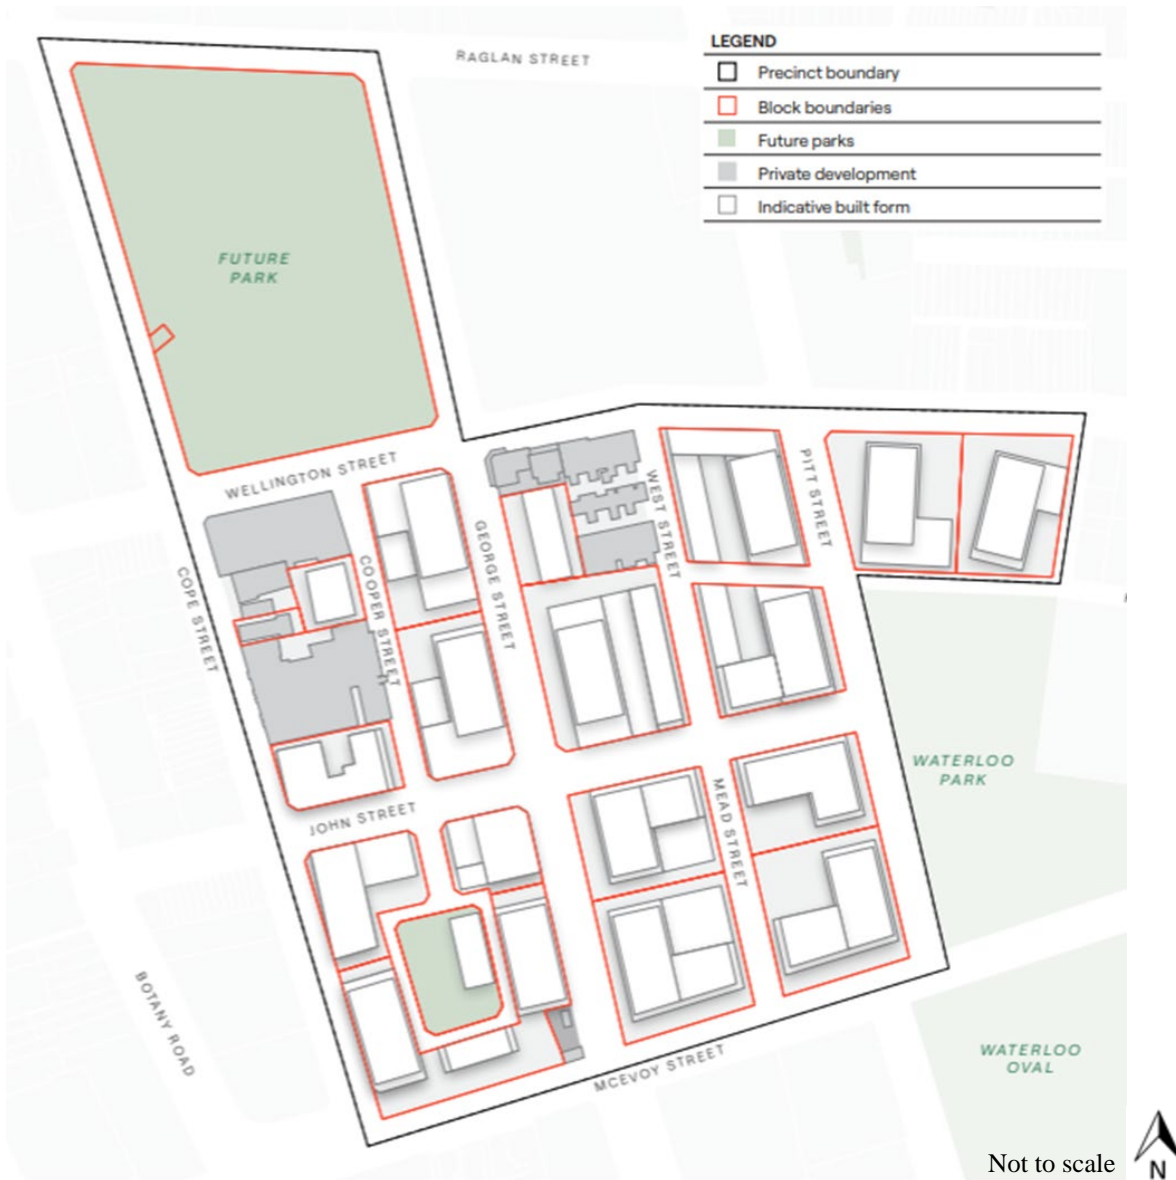 RAGLAN STREET
LEGEND
Precinct boundary
Block boundaries
Future parks
Private development
Indicative built form
FUTURE
PARK
WELLINGTON STREET
COPE STREET
COOPER STREET
GEORGE STREET
WEST STREET
PITT STREET
WATERLOO
PARK
JOHN STREET
MEAD STREET
BOTANY ROAD
MCEVOY STREET
WATERLOO
OVAL
Not to scale
N